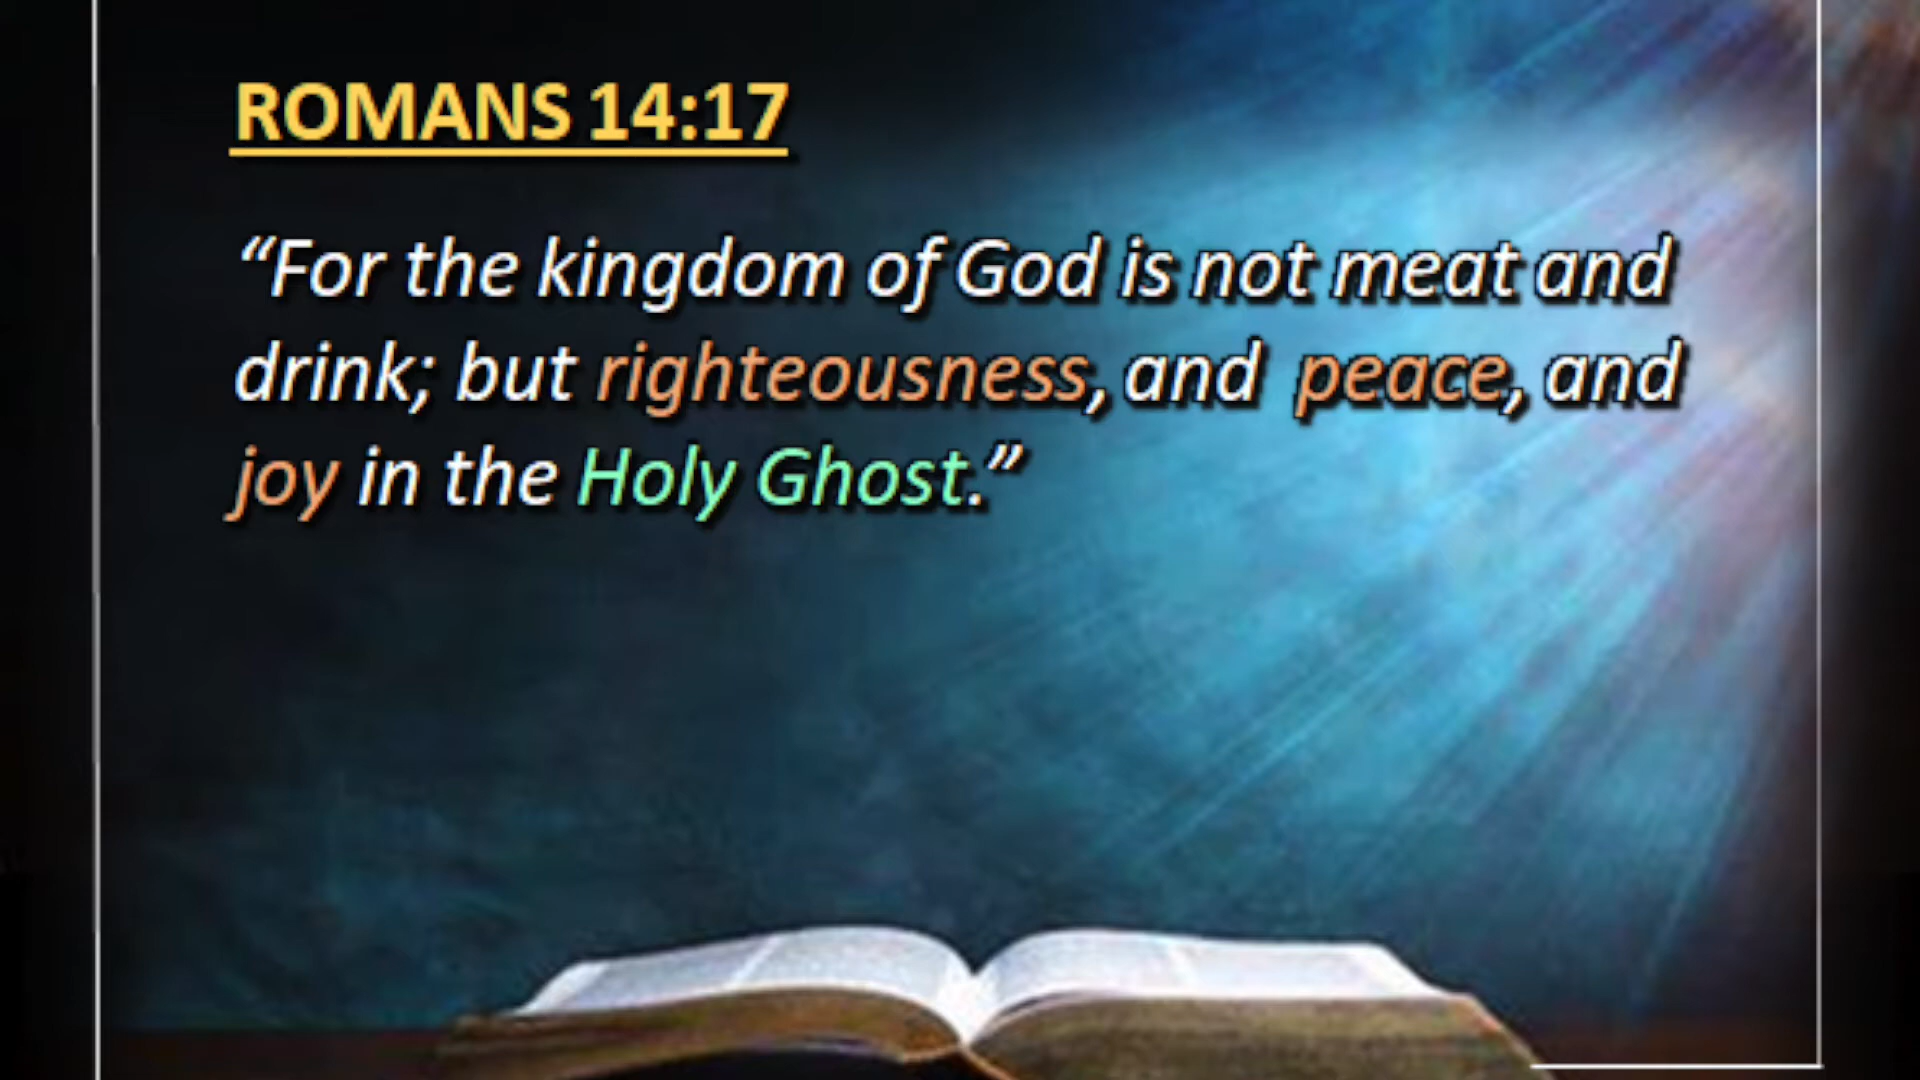 ROMANS 14:17
“For the kingdom of God is not meat and
drink; but righteousness, and peace, and
joy in the Holy Ghost.”